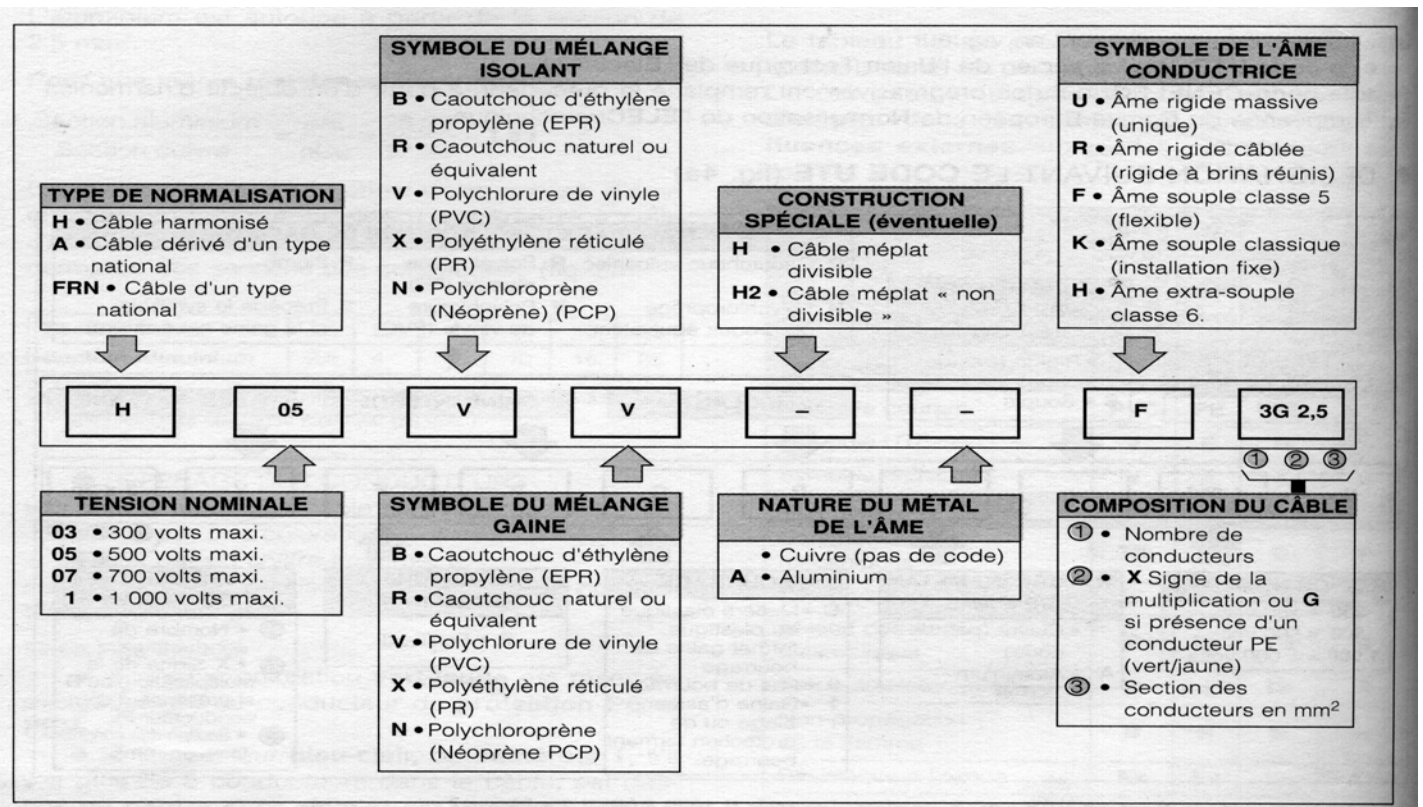 SYMBOLE DU MÉLANGE
ISOLANT
B • Caoutchouc d'éthylène
propylène (EPR)
R • Caoutchouc naturel ou
équivalent
V • Polychlorure de vinyle
(PVC)
X • Polyéthylène réticulé
(PR)
N • Polychloroprène
(Néoprène) (PCP)
SYMBOLE DE L'ÂME
CONDUCTRICE
U • Âme rigide massive
(unique)
R • Âme rigide câblée
(rigide à brins réunis)
F • Âme souple classe 5
(flexible)
K • Âme souple classique
(installation fixe)
H • Âme extra-souple
classe 6.
TYPE DE NORMALISATION
H • Câble harmonisé
A • Câble dérivé d'un type
national
FRN • Câble d'un type
national
CONSTRUCTION
SPÉCIALE (éventuelle)
H • Câble méplat
divisible
H2 • Câble méplat « non
divisible »
H 05 V V – – F 3G 2,5
① ② ③
TENSION NOMINALE
03 • 300 volts maxi.
05 • 500 volts maxi.
07 • 700 volts maxi.
1 • 1 000 volts maxi.
SYMBOLE DU MÉLANGE
GAINE
B • Caoutchouc d'éthylène
propylène (EPR)
R • Caoutchouc naturel ou
équivalent
V • Polychlorure de vinyle
(PVC)
X • Polyéthylène réticulé
(PR)
N • Polychloroprène
(Néoprène PCP)
NATURE DU MÉTAL
DE L'ÂME
• Cuivre (pas de code)
A • Aluminium
COMPOSITION DU CÂBLE
① • Nombre de
conducteurs
② • X Signe de la
multiplication ou G
si présence d'un
conducteur PE
(vert/jaune)
③ • Section des
conducteurs en mm²